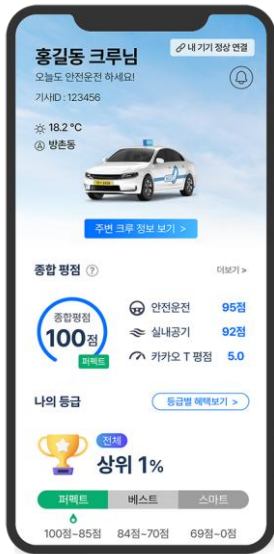 홍길동 크루님
내 기기 정상 연결
오늘도 안전운전 하세요!
기사ID : 123456
18.2 °C
방촌동
주변 크루 정보 보기 >
종합 평점 ?
더보기 >
종합평점
100점
퍼펙트
안전운전 95점
실내공기 92점
카카오 T 평점 5.0
나의 등급
등급별 혜택보기 >
전체
상위 1%
퍼펙트 베스트 스마트
100점~85점 84점~70점 69점~0점